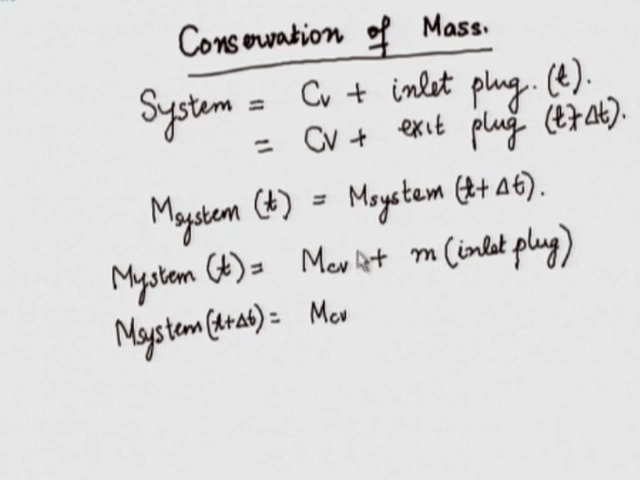 Conservation of Mass.
System = Cv + inlet plug. (t).
= CV + exit plug (t+Δt).
Msystem (t) = Msystem (t+Δt).
Mystem (t) = Mcv + m (inlet plug)
Msystem (t+Δt) = Mcv